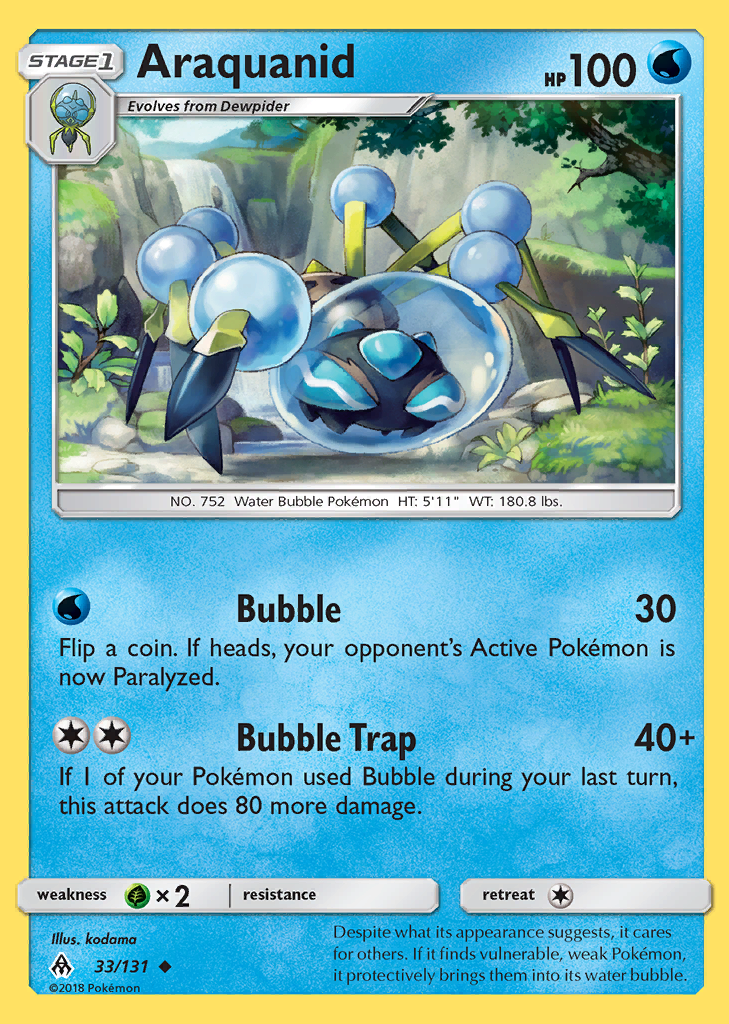 STAGE 1
Araquanid
HP 100
Evolves from Dewpider
NO. 752 Water Bubble Pokémon HT: 5'11" WT: 180.8 lbs.
Bubble 30
Flip a coin. If heads, your opponent's Active Pokémon is
now Paralyzed.
Bubble Trap 40+
If 1 of your Pokémon used Bubble during your last turn,
this attack does 80 more damage.
weakness ×2 resistance retreat
Illus. kodama
33/131
©2018 Pokémon
Despite what its appearance suggests, it cares
for others. If it finds vulnerable, weak Pokémon,
it protectively brings them into its water bubble.